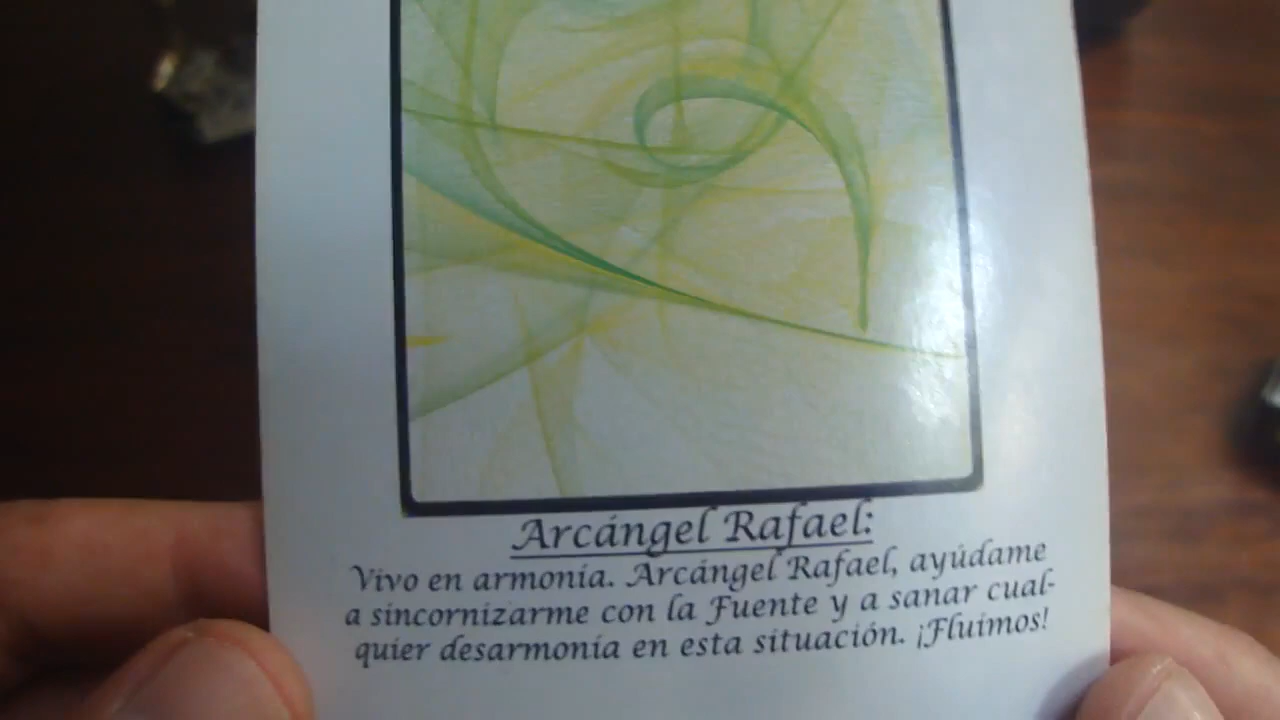 Arcángel Rafael:
Vivo en armonía. Arcángel Rafael, ayúdame
a sincornizarme con la Fuente y a sanar cual-
quier desarmonía en esta situación. ¡Fluimos!